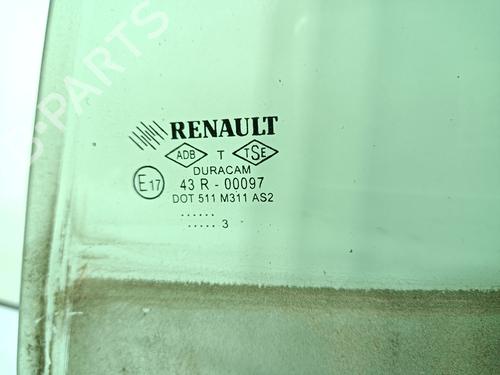 RENAULT
ADB T TSE
DURACAM
E17 43 R - 00097
DOT 511 M311 AS2
......
..... 3